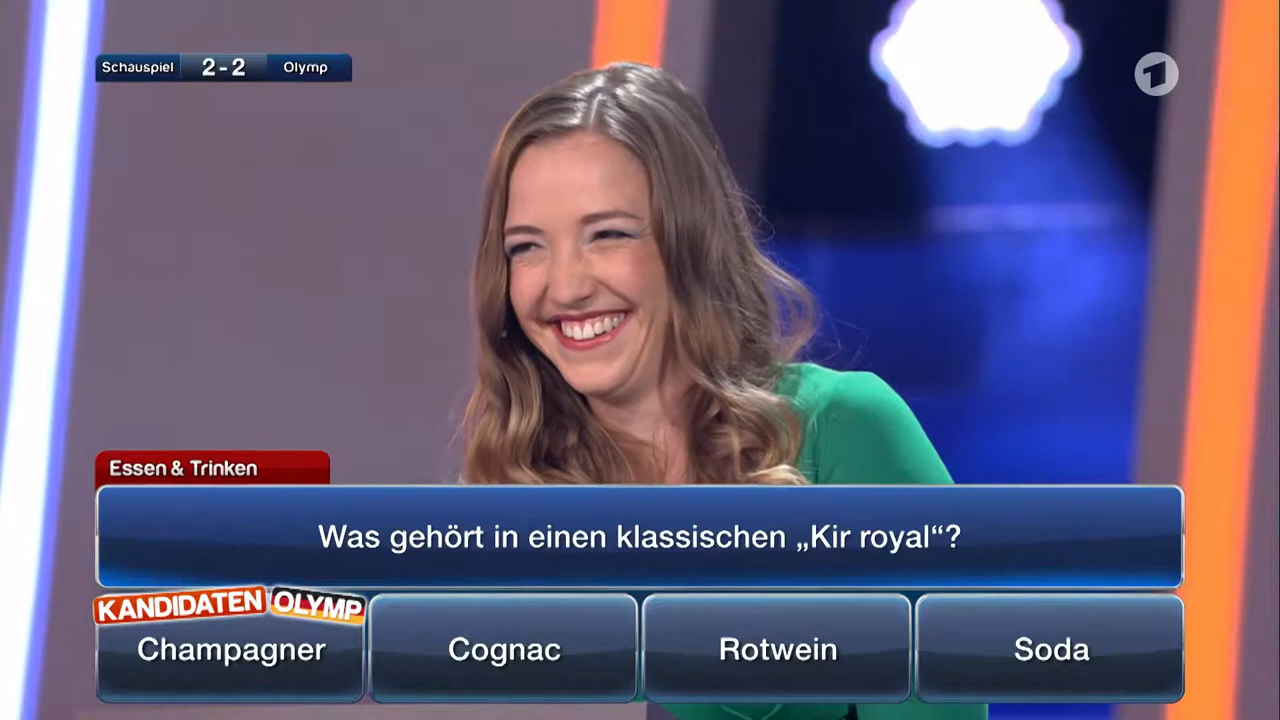 Schauspiel 2-2 Olymp
1
Essen & Trinken
Was gehört in einen klassischen „Kir royal“?
KANDIDATEN OLYMP
Champagner Cognac Rotwein Soda